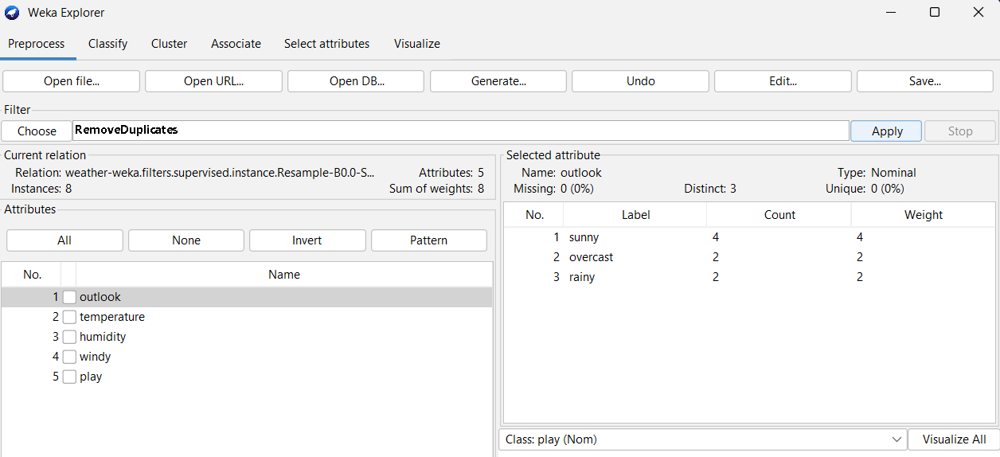 Weka Explorer
Preprocess Classify Cluster Associate Select attributes Visualize
Open file... Open URL... Open DB... Generate... Undo Edit... Save...
Filter
Choose RemoveDuplicates Apply Stop
Current relation
Relation: weather-weka.filters.supervised.instance.Resample-B0.0-S... Attributes: 5
Instances: 8 Sum of weights: 8
Attributes
All None Invert Pattern
No. Name
1 outlook
2 temperature
3 humidity
4 windy
5 play
Selected attribute
Name: outlook Type: Nominal
Missing: 0 (0%) Distinct: 3 Unique: 0 (0%)
No. Label Count Weight
1 sunny 4 4
2 overcast 2 2
3 rainy 2 2
Class: play (Nom) Visualize All